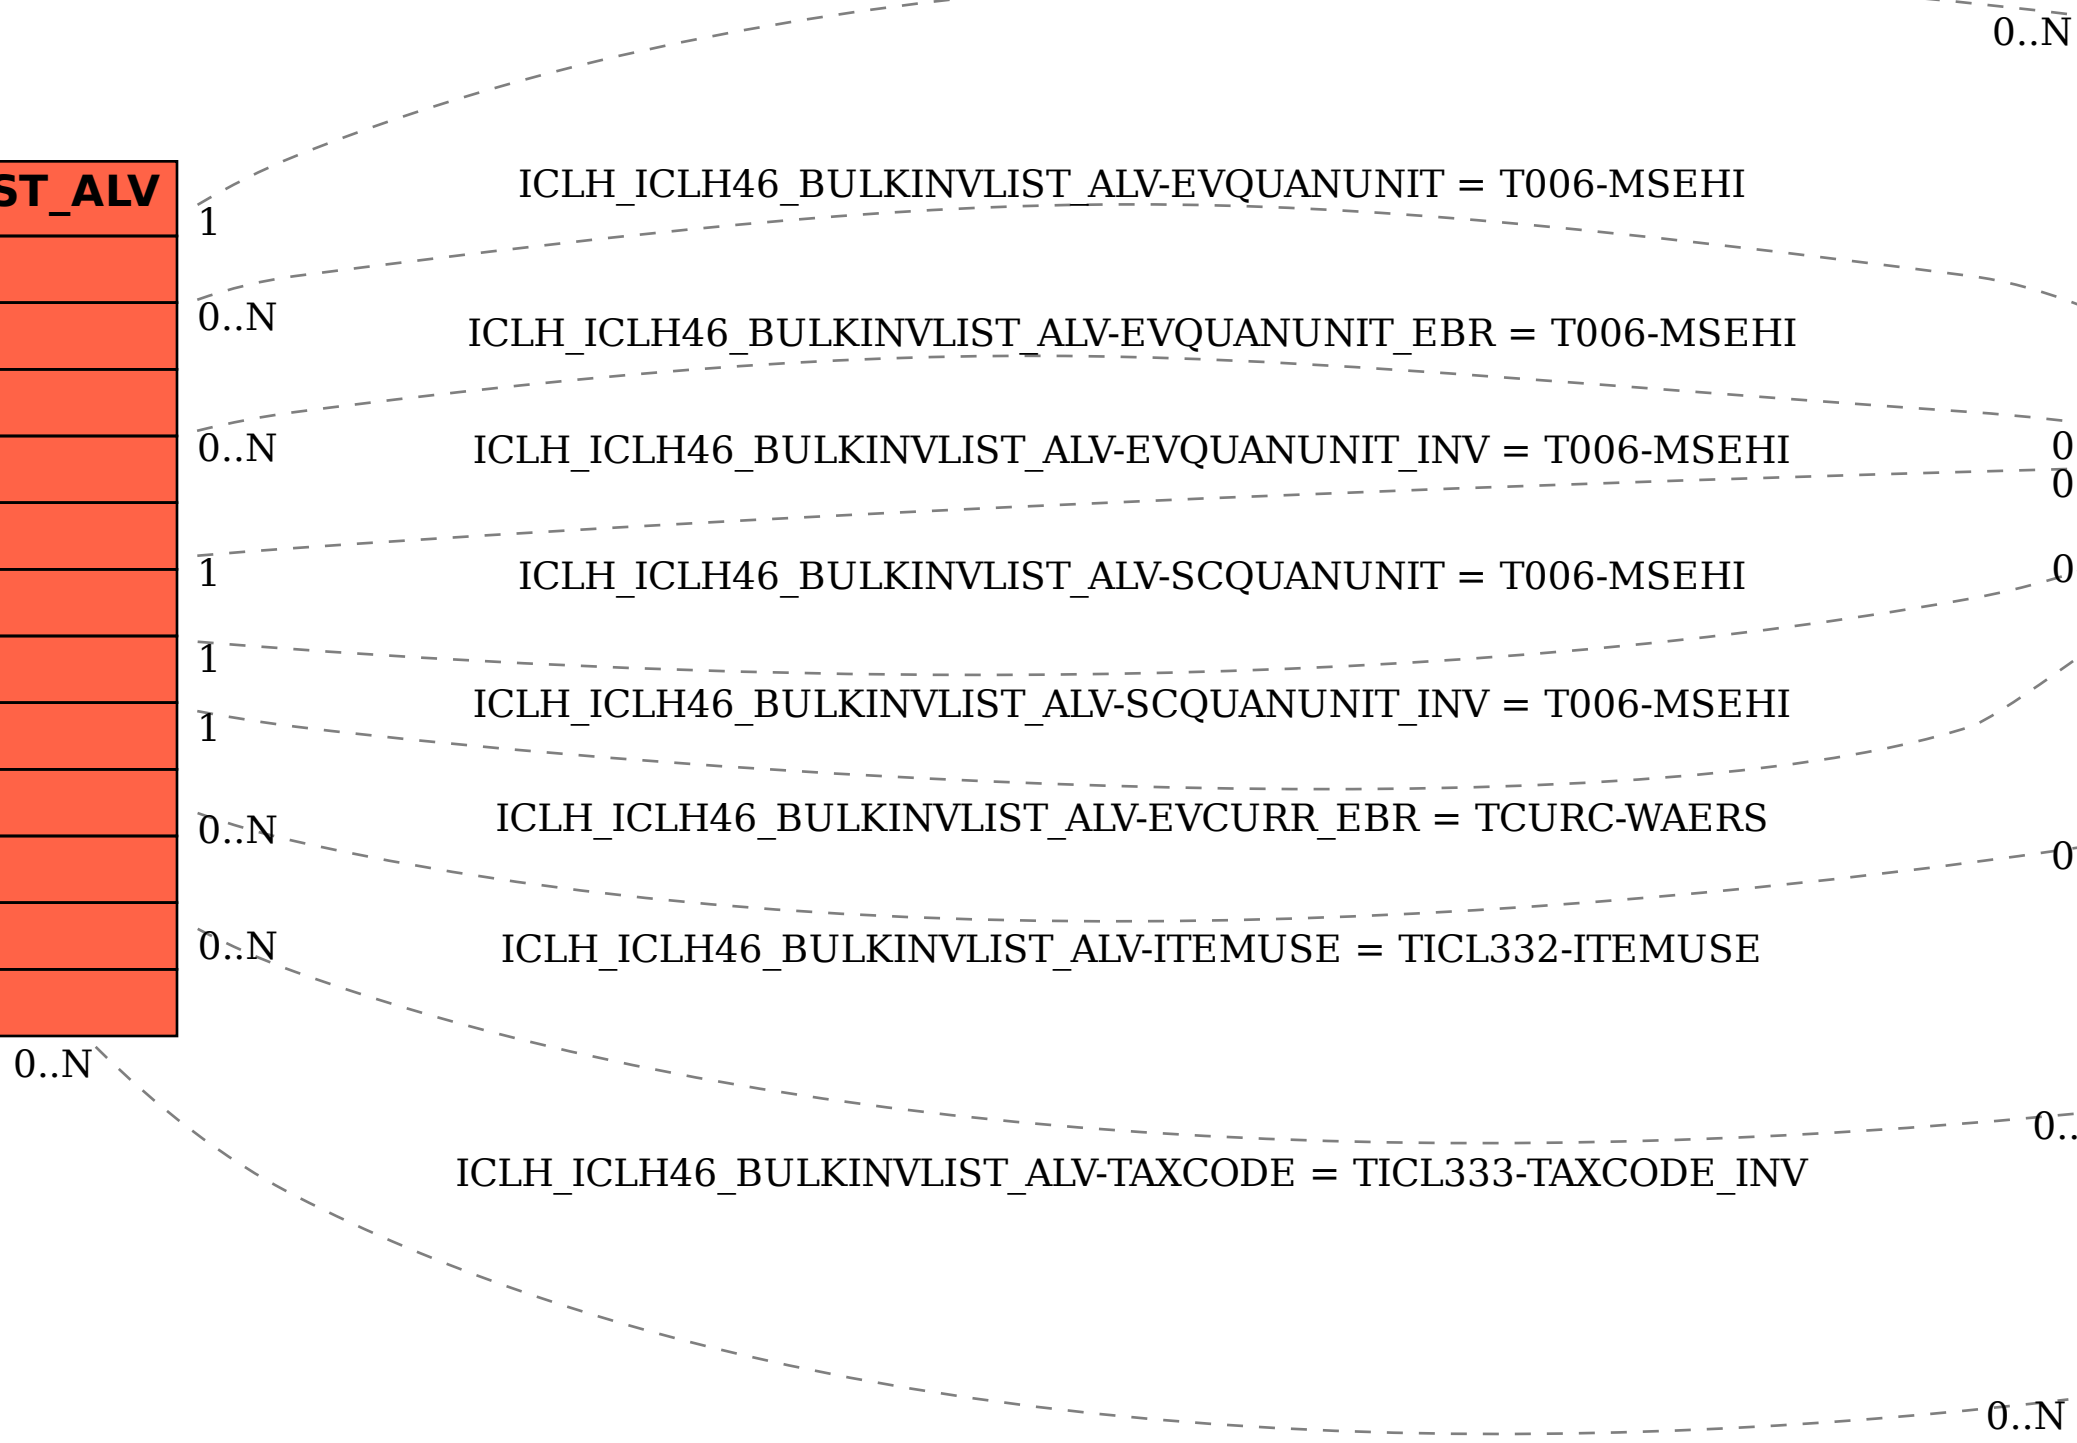 0..N
ST_ALV
ICLH_ICLH46_BULKINVLIST_ALV-EVQUANUNIT = T006-MSEHI
1
0..N
ICLH_ICLH46_BULKINVLIST_ALV-EVQUANUNIT_EBR = T006-MSEHI
0..N
ICLH_ICLH46_BULKINVLIST_ALV-EVQUANUNIT_INV = T006-MSEHI
0
0
1
ICLH_ICLH46_BULKINVLIST_ALV-SCQUANUNIT = T006-MSEHI
0
1
ICLH_ICLH46_BULKINVLIST_ALV-SCQUANUNIT_INV = T006-MSEHI
1
ICLH_ICLH46_BULKINVLIST_ALV-EVCURR_EBR = TCURC-WAERS
0..N
0
0..N
ICLH_ICLH46_BULKINVLIST_ALV-ITEMUSE = TICL332-ITEMUSE
0..N
0..
ICLH_ICLH46_BULKINVLIST_ALV-TAXCODE = TICL333-TAXCODE_INV
0..N